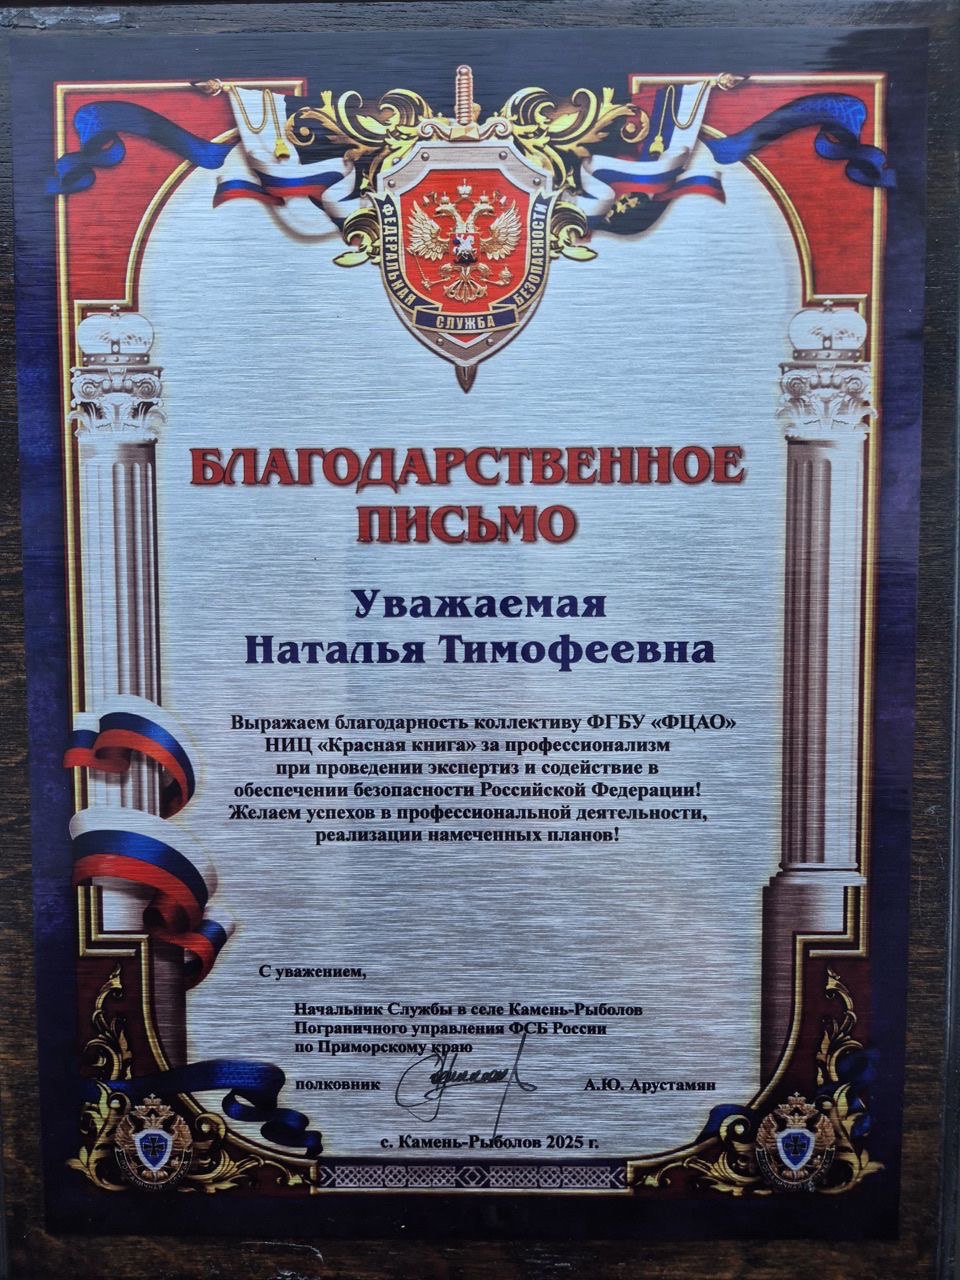 ФЕДЕРАЛЬНАЯ
СЛУЖБА
БЕЗОПАСНОСТИ
БЛАГОДАРСТВЕННОЕ
ПИСЬМО
Уважаемая
Наталья Тимофеевна
Выражаем благодарность коллективу ФГБУ «ФЦАО»
НИЦ «Красная книга» за профессионализм
при проведении экспертиз и содействие в
обеспечении безопасности Российской Федерации!
Желаем успехов в профессиональной деятельности,
реализации намеченных планов!
С уважением,
Начальник Службы в селе Камень-Рыболов
Пограничного управления ФСБ России
по Приморскому краю
полковник
А.Ю. Арустамян
с. Камень-Рыболов 2025 г.